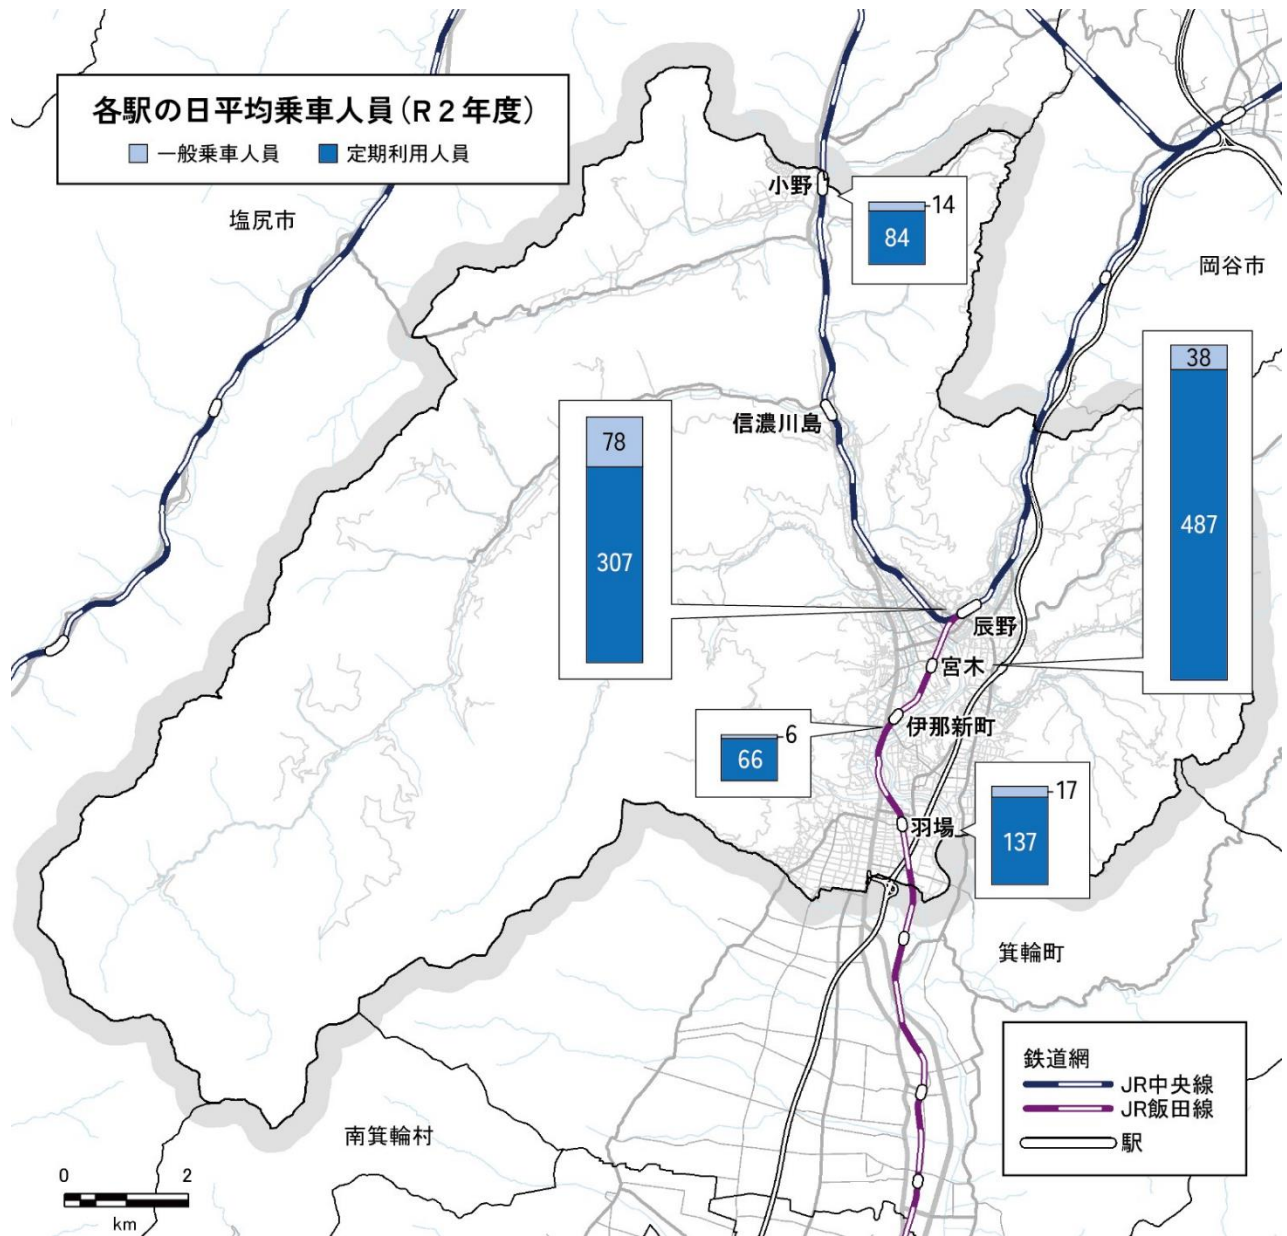 各駅の日平均乗車人員(R2年度)
一般乗車人員
定期利用人員
塩尻市
小野
14
84
岡谷市
38
487
信濃川島
78
307
辰野
宮木
伊那新町
6
66
羽場
17
137
箕輪町
鉄道網
JR中央線
JR飯田線
駅
南箕輪村
0 2
km